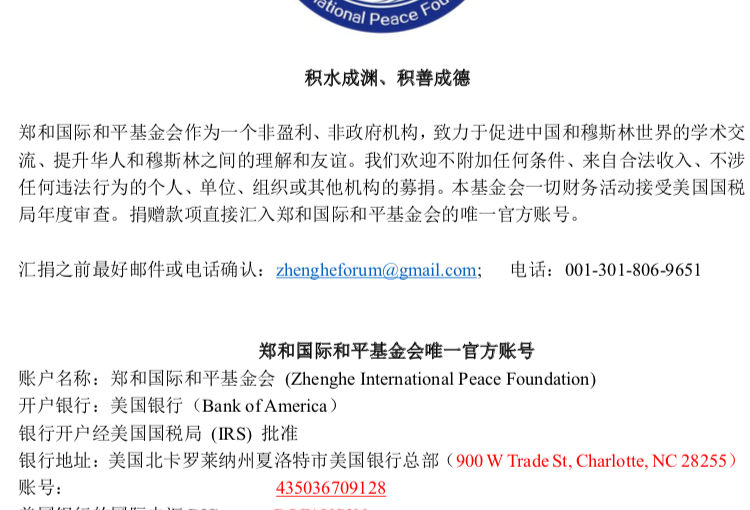 national Peace Fou
积水成渊、积善成德
郑和国际和平基金会作为一个非盈利、非政府机构，致力于促进中国和穆斯林世界的学术交
流、提升华人和穆斯林之间的理解和友谊。我们欢迎不附加任何条件、来自合法收入、不涉
任何违法行为的个人、单位、组织或其他机构的募捐。本基金会一切财务活动接受美国国税
局年度审查。捐赠款项直接汇入郑和国际和平基金会的唯一官方账号。
汇捐之前最好邮件或电话确认：zhengheforum@gmail.com; 电话：001-301-806-9651
郑和国际和平基金会唯一官方账号
账户名称：郑和国际和平基金会 (Zhenghe International Peace Foundation)
开户银行：美国银行（Bank of America）
银行开户经美国国税局 (IRS) 批准
银行地址：美国北卡罗莱纳州夏洛特市美国银行总部（900 W Trade St, Charlotte, NC 28255）
账号： 435036709128